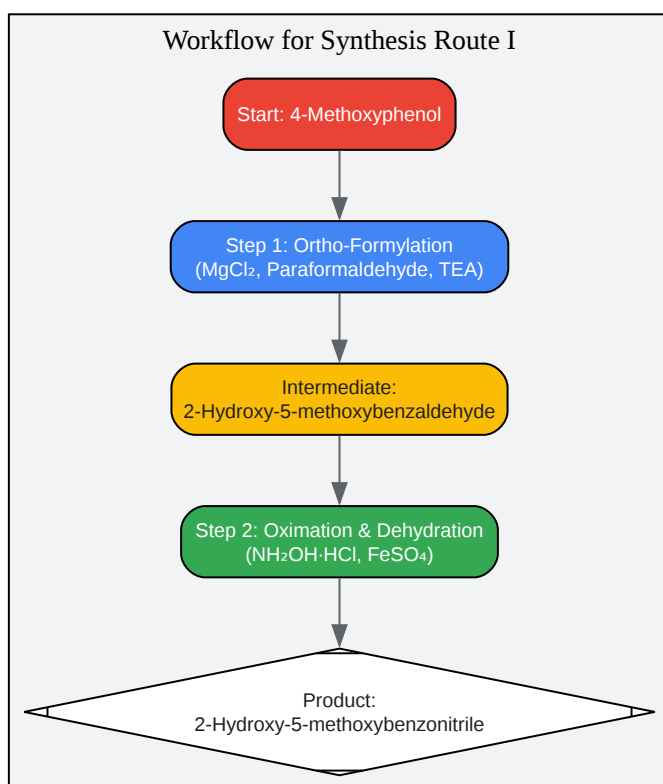 Workflow for Synthesis Route I
Start: 4-Methoxyphenol
Step 1: Ortho-Formylation
(MgCl₂, Paraformaldehyde, TEA)
Intermediate:
2-Hydroxy-5-methoxybenzaldehyde
Step 2: Oximation & Dehydration
(NH₂OH·HCl, FeSO₄)
Product:
2-Hydroxy-5-methoxybenzonitrile